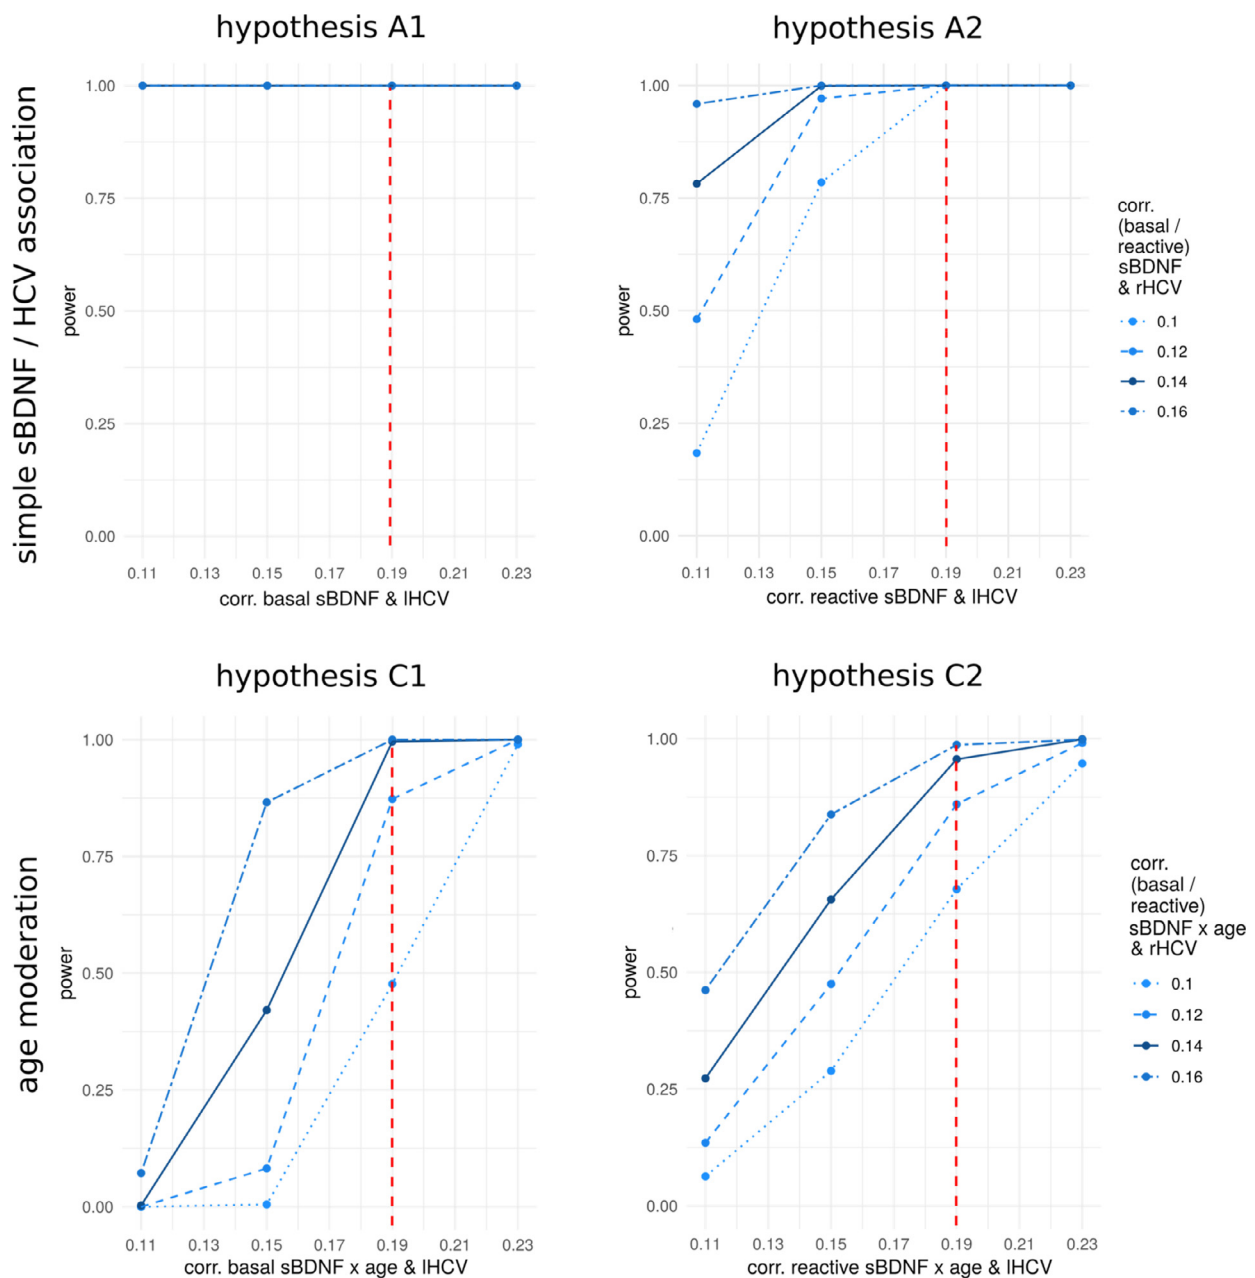 hypothesis A1
hypothesis A2
simple sBDNF / HCV association
power
1.00
0.75
0.50
0.25
0.00
0.11 0.13 0.15 0.17 0.19 0.21 0.23
corr. basal sBDNF & lHCV
power
1.00
0.75
0.50
0.25
0.00
0.11 0.13 0.15 0.17 0.19 0.21 0.23
corr. reactive sBDNF & lHCV
corr.
(basal /
reactive)
sBDNF
& rHCV
0.1
0.12
0.14
0.16
hypothesis C1
hypothesis C2
age moderation
power
1.00
0.75
0.50
0.25
0.00
0.11 0.13 0.15 0.17 0.19 0.21 0.23
corr. basal sBDNF x age & lHCV
power
1.00
0.75
0.50
0.25
0.00
0.11 0.13 0.15 0.17 0.19 0.21 0.23
corr. reactive sBDNF x age & lHCV
corr.
(basal /
reactive)
sBDNF x age
& rHCV
0.1
0.12
0.14
0.16